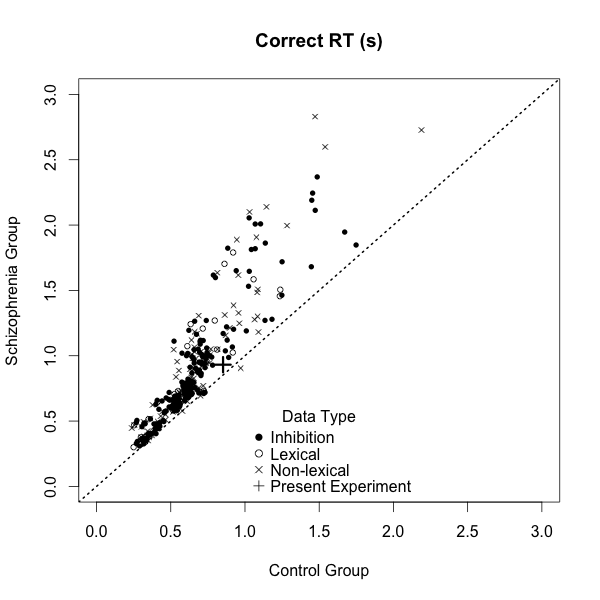 Correct RT (s)
3.0
2.5
2.0
1.5
1.0
0.5
0.0
Schizophrenia Group
Data Type
Inhibition
Lexical
Non-lexical
Present Experiment
0.0 0.5 1.0 1.5 2.0 2.5 3.0
Control Group